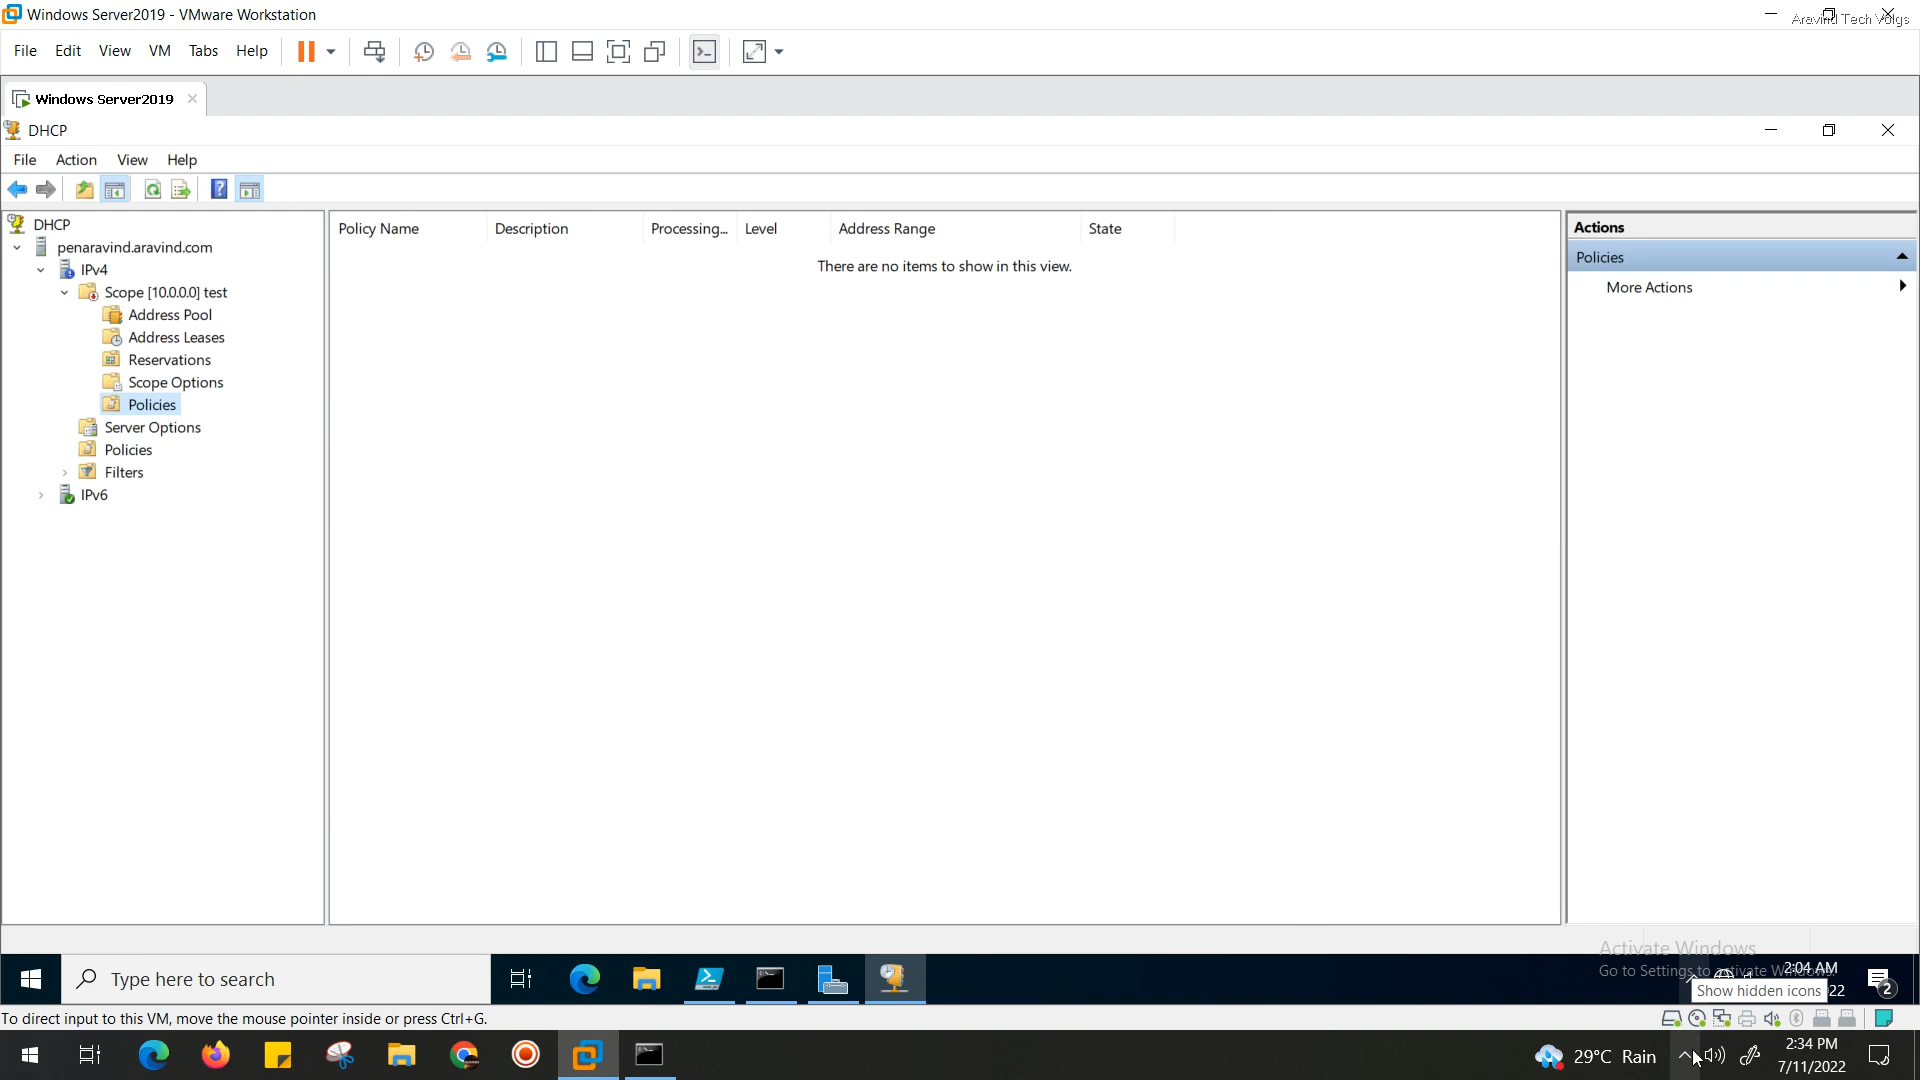 Windows Server2019 - VMware Workstation
Aravind Tech Volgs
File Edit View VM Tabs Help
Windows Server2019
DHCP
File Action View Help
DHCP
penaravind.aravind.com
IPv4
Scope [10.0.0.0] test
Address Pool
Address Leases
Reservations
Scope Options
Policies
Server Options
Policies
Filters
IPv6
Policy Name Description Processing... Level Address Range State
There are no items to show in this view.
Actions
Policies
More Actions
Activate Windows
Go to Settings to activate Windows.
Type here to search
2:04 AM
22
2
Show hidden icons
To direct input to this VM, move the mouse pointer inside or press Ctrl+G.
29°C Rain
2:34 PM
7/11/2022